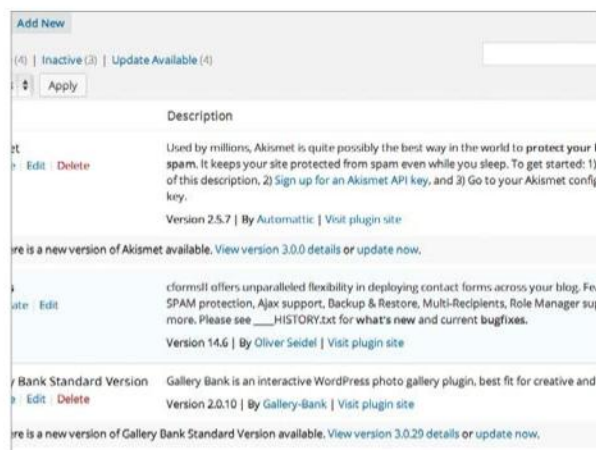 Add New
(4) | Inactive (3) | Update Available (4)
Apply
Description
Used by millions, Akismet is quite possibly the best way in the world to protect your
Edit | Delete
spam. It keeps your site protected from spam even while you sleep. To get started: 1)
of this description, 2) Sign up for an Akismet API key, and 3) Go to your Akismet
key.
Version 2.5.7 | By Automattic | Visit plugin site
is a new version of Akismet available. View version 3.0.0 details or update now.
cformsII offers unparalleled flexibility in deploying contact forms across your blog.
Edit
SPAM protection, Ajax support, Backup & Restore, Multi-Recipients, Role Manager
more. Please see ___HISTORY.txt for what's new and current bugfixes.
Version 14.6 | By Oliver Seidel | Visit plugin site
Bank Standard Version
Gallery Bank is an interactive WordPress photo gallery plugin, best fit for creative and
Edit | Delete
Version 2.0.10 | By Gallery-Bank | Visit plugin site
is a new version of Gallery Bank Standard Version available. View version 3.0.29 details or update now.